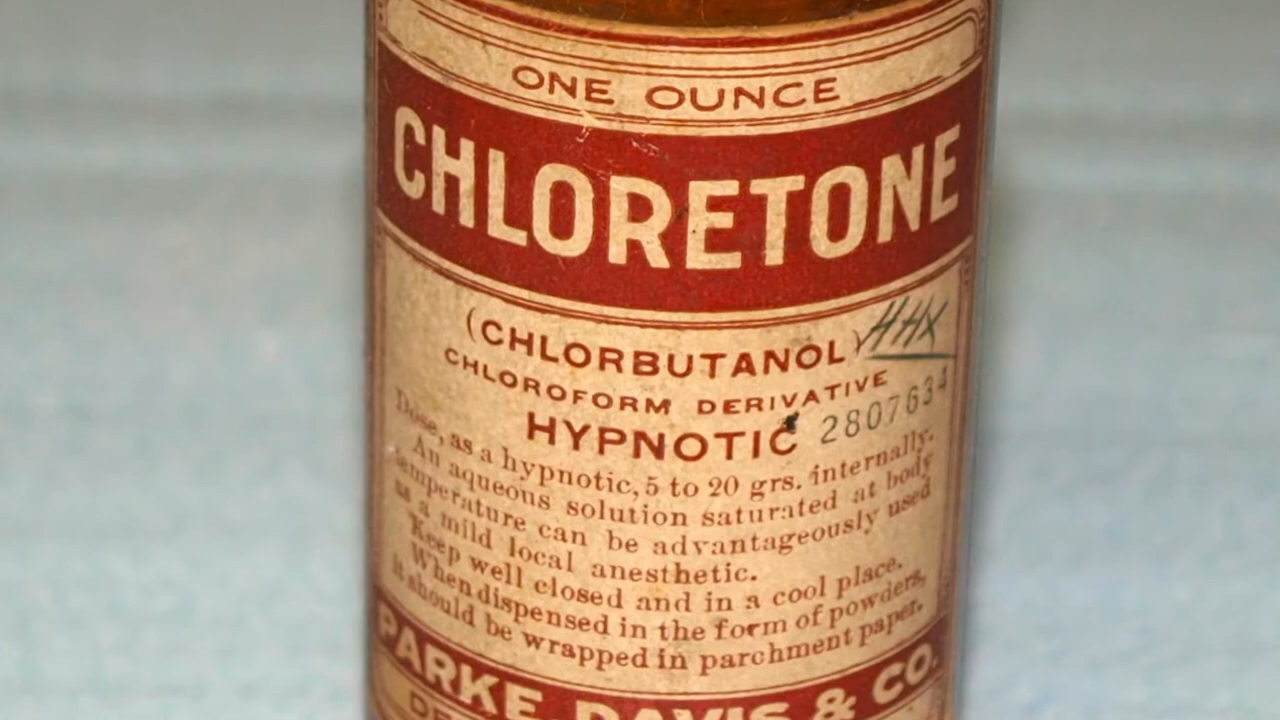 ONE OUNCE
CHLORETONE
(CHLORBUTANOL) HHX
CHLOROFORM DERIVATIVE
HYPNOTIC 2807634
Dose, as a hypnotic, 5 to 20 grs. internally.
An aqueous solution saturated at body
temperature can be advantageously used
as a mild local anesthetic.
Keep well closed and in a cool place.
When dispensed in the form of powders,
it should be wrapped in parchment paper.
PARKE, DAVIS & CO.